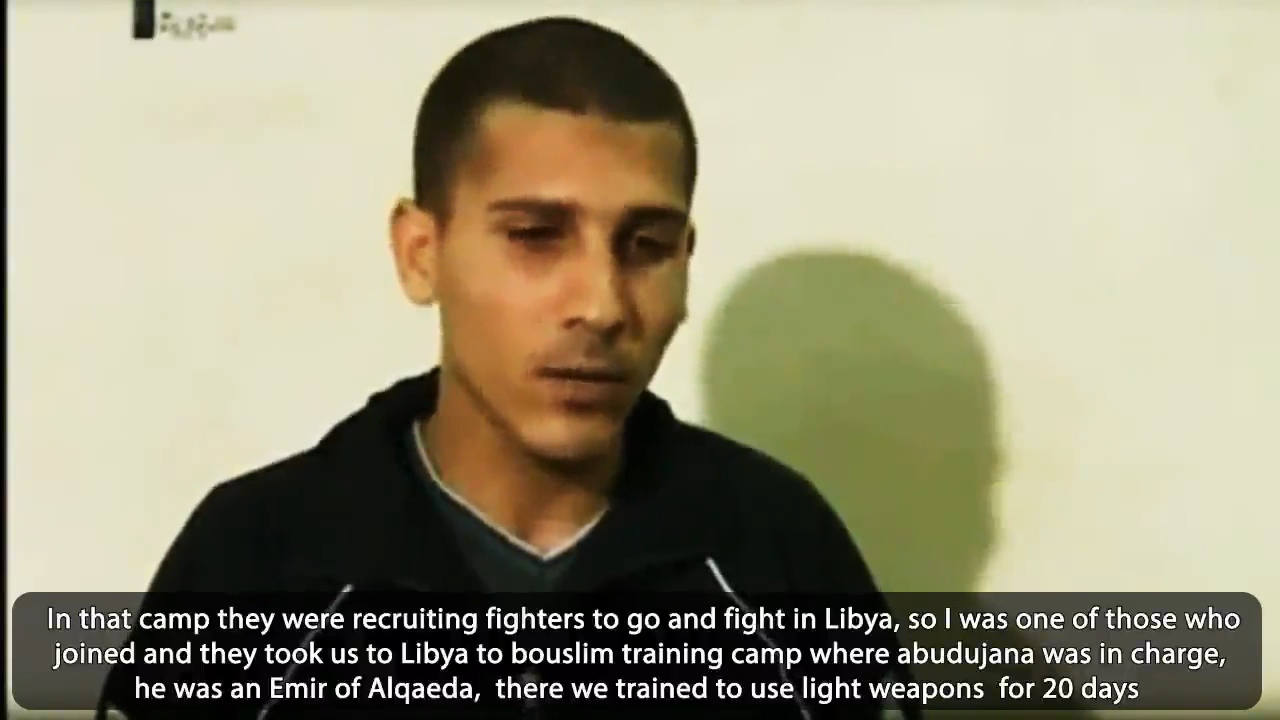 In that camp they were recruiting fighters to go and fight in Libya, so I was one of those who
joined and they took us to Libya to bouslim training camp where abudujana was in charge,
he was an Emir of Alqaeda, there we trained to use light weapons for 20 days